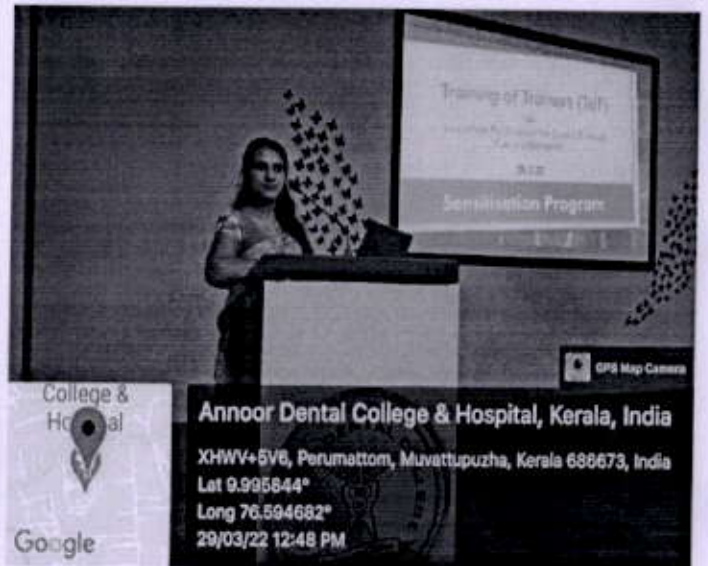 Training of Trainers (ToT)
Sensitisation Program
GPS Map Camera
College &
Annoor Dental College & Hospital, Kerala, India
XHWV+5V6, Perumattom, Muvattupuzha, Kerala 686673, India
Lat 9.995844°
Long 76.594682°
29/03/22 12:48 PM
Google